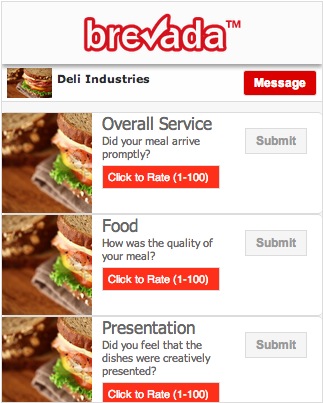 brevada™
Deli Industries
Message
Overall Service
Did your meal arrive
promptly?
Submit
Click to Rate (1-100)
Food
How was the quality of
your meal?
Submit
Click to Rate (1-100)
Presentation
Did you feel that the
dishes were creatively
presented?
Submit
Click to Rate (1-100)